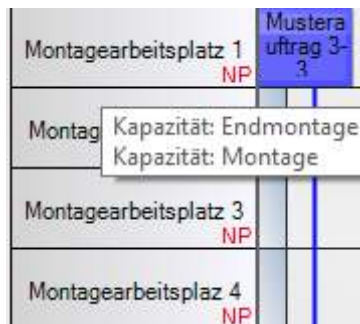 Montagearbeitsplatz 1
NP
Mustera
uftrag 3-
3
Montag
Kapazität: Endmontage
Kapazität: Montage
Montagearbeitsplatz 3
NP
Montagearbeitsplaz 4
NP